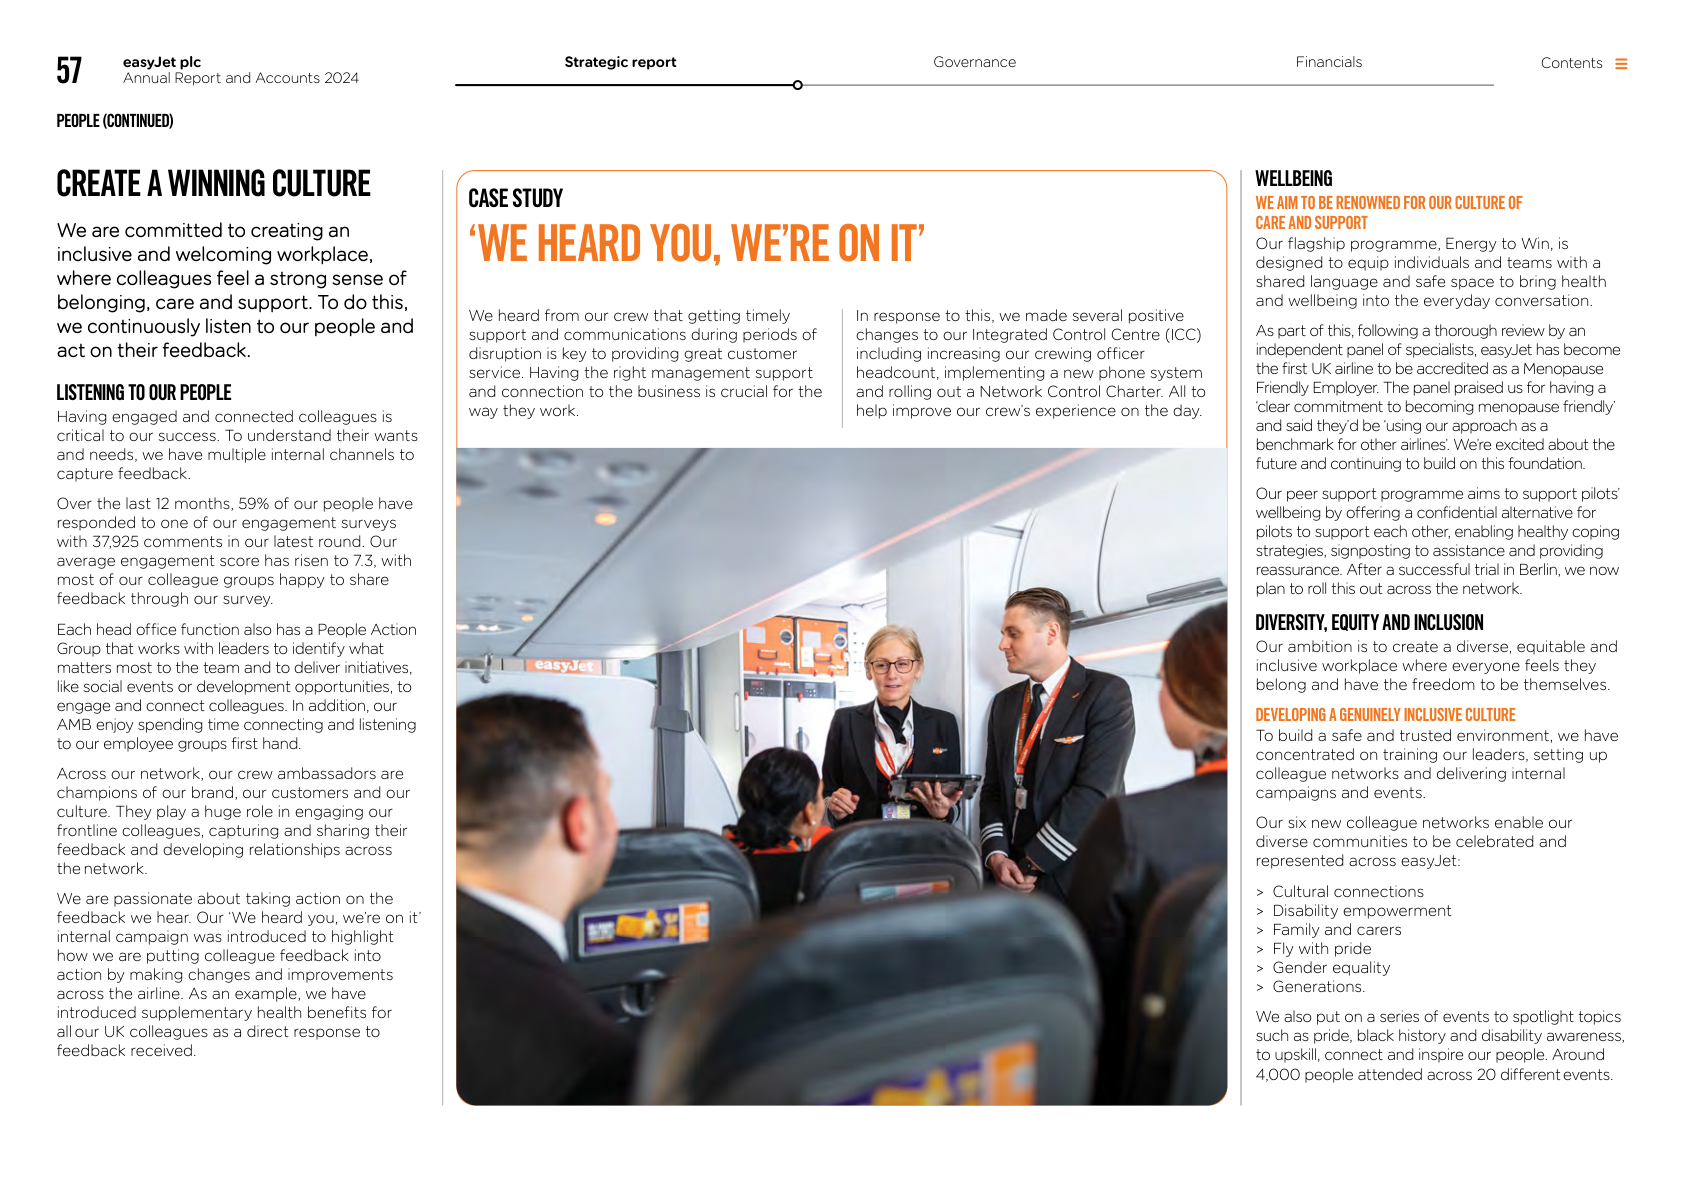 57
easyJet plc
Annual Report and Accounts 2024
Strategic report
Governance
Financials
Contents
PEOPLE (CONTINUED)
CREATE A WINNING CULTURE
We are committed to creating an
inclusive and welcoming workplace,
where colleagues feel a strong sense of
belonging, care and support. To do this,
we continuously listen to our people and
act on their feedback.
LISTENING TO OUR PEOPLE
Having engaged and connected colleagues is
critical to our success. To understand their wants
and needs, we have multiple internal channels to
capture feedback.
Over the last 12 months, 59% of our people have
responded to one of our engagement surveys
with 37,925 comments in our latest round. Our
average engagement score has risen to 7.3, with
most of our colleague groups happy to share
feedback through our survey.
Each head office function also has a People Action
Group that works with leaders to identify what
matters most to the team and to deliver initiatives,
like social events or development opportunities, to
engage and connect colleagues. In addition, our
AMB enjoy spending time connecting and listening
to our employee groups first hand.
Across our network, our crew ambassadors are
champions of our brand, our customers and our
culture. They play a huge role in engaging our
frontline colleagues, capturing and sharing their
feedback and developing relationships across
the network.
We are passionate about taking action on the
feedback we hear. Our ‘We heard you, we’re on it’
internal campaign was introduced to highlight
how we are putting colleague feedback into
action by making changes and improvements
across the airline. As an example, we have
introduced supplementary health benefits for
all our UK colleagues as a direct response to
feedback received.
CASE STUDY
‘WE HEARD YOU, WE’RE ON IT’
We heard from our crew that getting timely
support and communications during periods of
disruption is key to providing great customer
service. Having the right management support
and connection to the business is crucial for the
way they work.
In response to this, we made several positive
changes to our Integrated Control Centre (ICC)
including increasing our crewing officer
headcount, implementing a new phone system
and rolling out a Network Control Charter. All to
help improve our crew’s experience on the day.
easyJet
WELLBEING
WE AIM TO BE RENOWNED FOR OUR CULTURE OF
CARE AND SUPPORT
Our flagship programme, Energy to Win, is
designed to equip individuals and teams with a
shared language and safe space to bring health
and wellbeing into the everyday conversation.
As part of this, following a thorough review by an
independent panel of specialists, easyJet has become
the first UK airline to be accredited as a Menopause
Friendly Employer. The panel praised us for having a
‘clear commitment to becoming menopause friendly’
and said they’d be ‘using our approach as a
benchmark for other airlines’. We’re excited about the
future and continuing to build on this foundation.
Our peer support programme aims to support pilots’
wellbeing by offering a confidential alternative for
pilots to support each other, enabling healthy coping
strategies, signposting to assistance and providing
reassurance. After a successful trial in Berlin, we now
plan to roll this out across the network.
DIVERSITY, EQUITY AND INCLUSION
Our ambition is to create a diverse, equitable and
inclusive workplace where everyone feels they
belong and have the freedom to be themselves.
DEVELOPING A GENUINELY INCLUSIVE CULTURE
To build a safe and trusted environment, we have
concentrated on training our leaders, setting up
colleague networks and delivering internal
campaigns and events.
Our six new colleague networks enable our
diverse communities to be celebrated and
represented across easyJet:
> Cultural connections
> Disability empowerment
> Family and carers
> Fly with pride
> Gender equality
> Generations.
We also put on a series of events to spotlight topics
such as pride, black history and disability awareness,
to upskill, connect and inspire our people. Around
4,000 people attended across 20 different events.